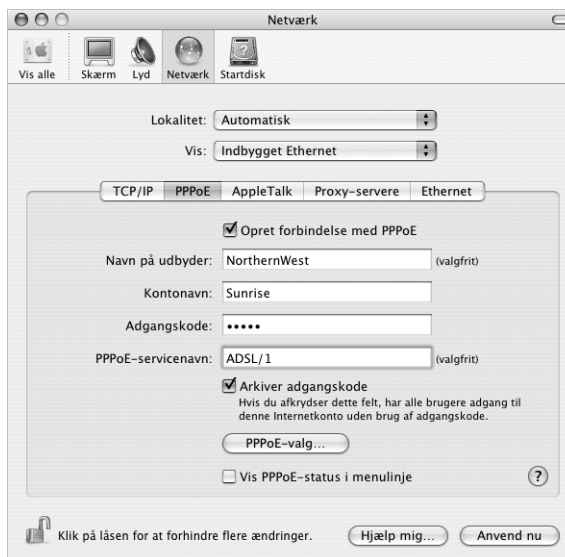 Netværk
Vis alle Skærm Lyd Netværk Startdisk
Lokalitet: Automatisk
Vis: Indbygget Ethernet
TCP/IP PPPoE AppleTalk Proxy-servere Ethernet
Opret forbindelse med PPPoE
Navn på udbyder: NorthernWest (valgfrit)
Kontonavn: Sunrise
Adgangskode: •••••
PPPoE-servicenavn: ADSL/1 (valgfrit)
Arkiver adgangskode
Hvis du afkrydser dette felt, har alle brugere adgang til
denne Internetkonto uden brug af adgangskode.
PPPoE-valg...
Vis PPPoE-status i menulinje ?
Klik på låsen for at forhindre flere ændringer. Hjælp mig... Anvend nu